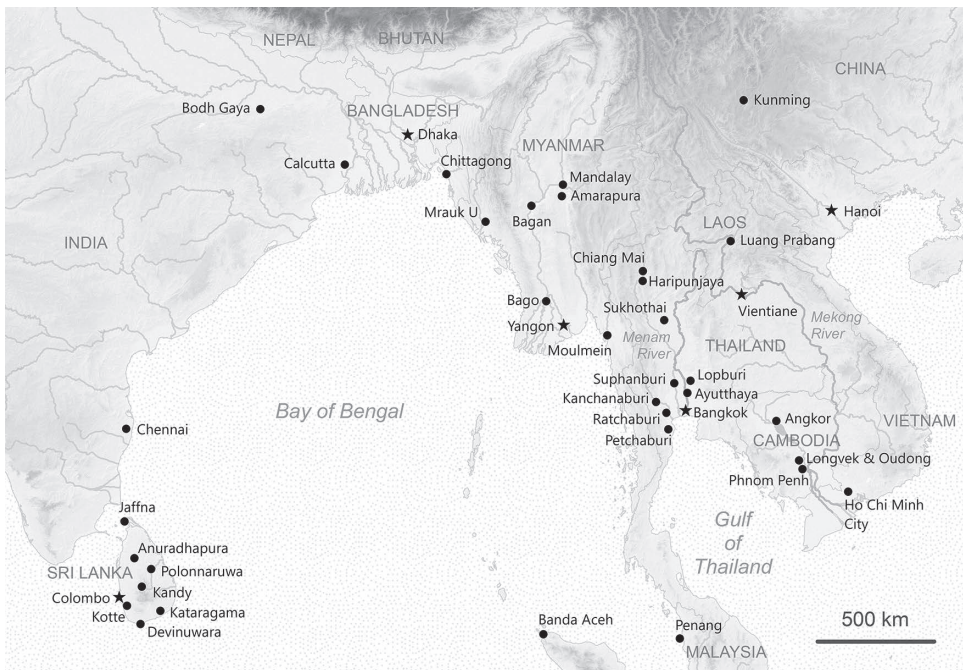 NEPAL
BHUTAN
CHINA
Kunming
Bodh Gaya
BANGLADESH
Dhaka
MYANMAR
Calcutta
Chittagong
Mandalay
Amarapura
Mrauk U
Bagan
Hanoi
LAOS
Luang Prabang
INDIA
Chiang Mai
Haripunjaya
Bago
Sukhothai
Vientiane
Yangon
Mekong
River
Moulmein
Menam
River
THAILAND
Suphanburi
Lopburi
Kanchanaburi
Ayutthaya
Ratchaburi
Bangkok
Petchaburi
Bay of Bengal
Chennai
Angkor
VIETNAM
CAMBODIA
Longvek & Oudong
Phnom Penh
Ho Chi Minh
City
Jaffna
Gulf
of
Thailand
Anuradhapura
SRI LANKA
Polonnaruwa
Kandy
Colombo
Kotte
Kataragama
Devinuwara
Banda Aceh
Penang
MALAYSIA
500 km